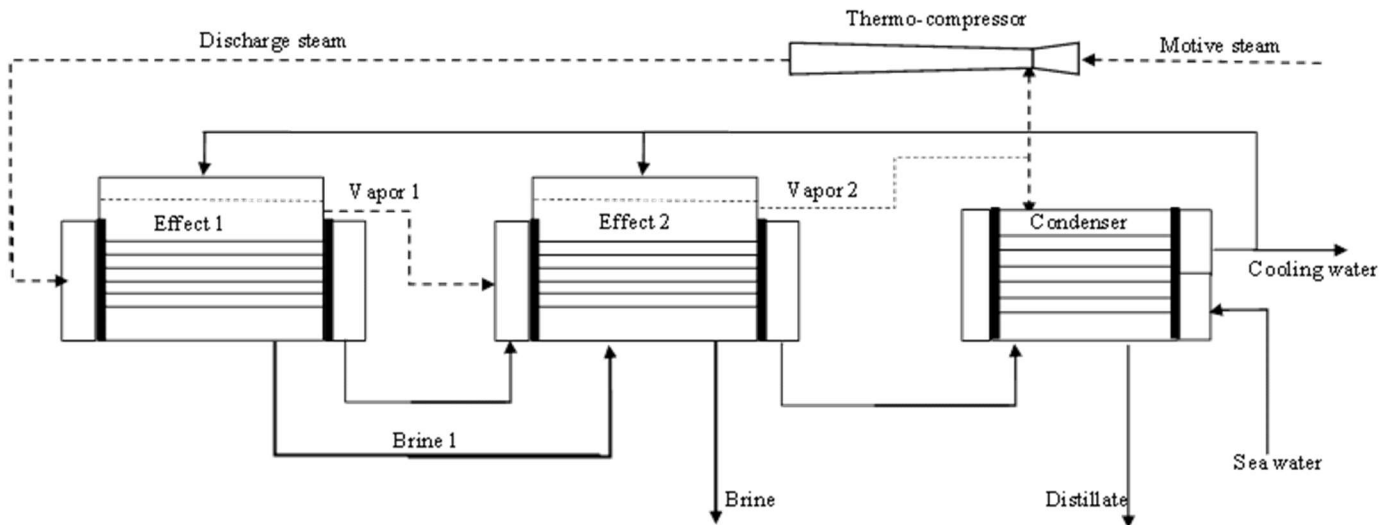 Thermo-compressor
Discharge steam
Motive steam
Vapor 1
Vapor 2
Effect 1
Effect 2
Condenser
Cooling water
Brine 1
Sea water
Brine
Distillate